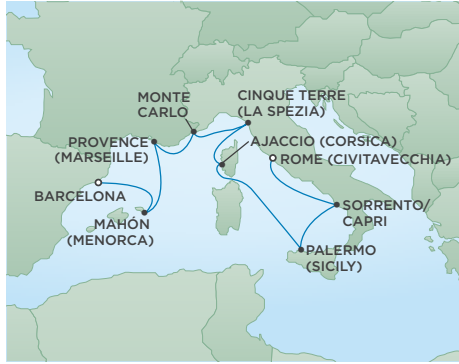 MONTE
CARLO
CINQUE TERRE
(LA SPEZIA)
PROVENCE
(MARSEILLE)
AJACCIO (CORSICA)
ROME (CIVITAVECCHIA)
BARCELONA
MAHÓN
(MENORCA)
SORRENTO/
CAPRI
PALERMO
(SICILY)